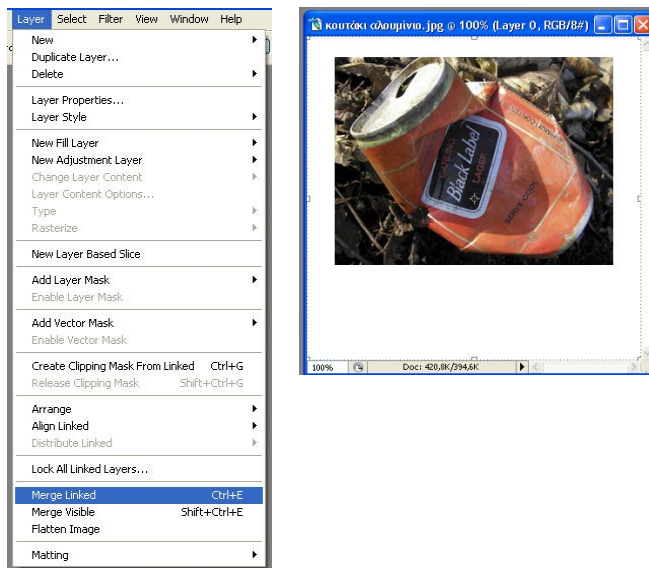 Layer Select Filter View Window Help
New
Duplicate Layer...
Delete
Layer Properties...
Layer Style
New Fill Layer
New Adjustment Layer
Change Layer Content
Layer Content Options...
Type
Rasterize
New Layer Based Slice
Add Layer Mask
Enable Layer Mask
Add Vector Mask
Enable Vector Mask
Create Clipping Mask From Linked Ctrl+G
Release Clipping Mask Shift+Ctrl+G
Arrange
Align Linked
Distribute Linked
Lock All Linked Layers...
Merge Linked Ctrl+E
Merge Visible Shift+Ctrl+E
Flatten Image
Matting
κουτάκι αλουμίνιο.jpg @ 100% (Layer 0, RGB/8#)
CARLING
Black Label
LAGER
SERVE COOL
100% Doc: 420,8K/394,6K